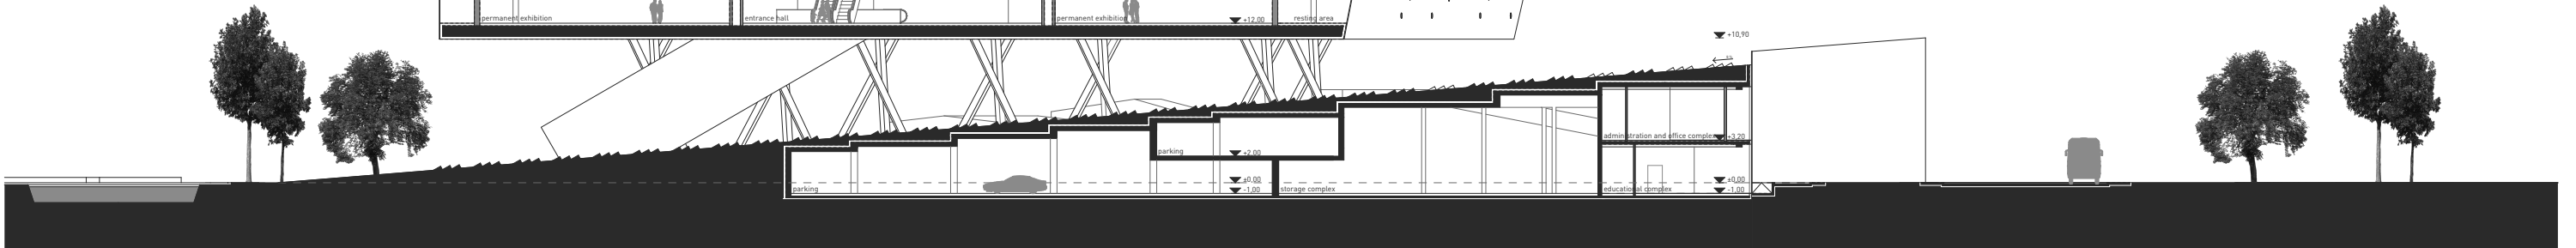 permanent exhibition
entrance hall
permanent exhibition
+12,00
resting area
+10,90
administration and office complex
+3,20
parking
+2,00
±0,00
-1,00
parking
storage complex
educational complex
±0,00
-1,00